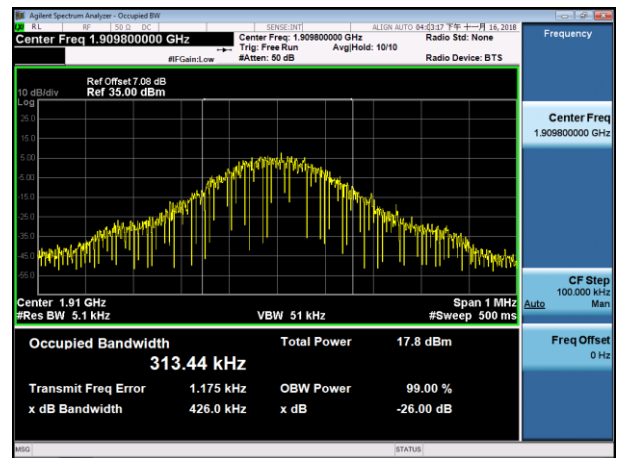 Agilent Spectrum Analyzer - Occupied BW
RL RF 50 Ω DC SENSE:INT ALIGN AUTO 04:03:17 下午 十一月 16, 2018
Center Freq 1.909800000 GHz
Center Freq: 1.909800000 GHz
Radio Std: None
Trig: Free Run Avg|Hold: 10/10
#IFGain:Low
#Atten: 50 dB
Radio Device: BTS
Frequency
Ref Offset 7.08 dB
10 dB/div Ref 35.00 dBm
Log
25.0
15.0
5.00
-5.00
-15.0
-25.0
-35.0
-45.0
-55.0
Center Freq
1.909800000 GHz
CF Step
100.000 kHz
Auto Man
Freq Offset
0 Hz
Center 1.91 GHz Span 1 MHz
#Res BW 5.1 kHz VBW 51 kHz #Sweep 500 ms
Occupied Bandwidth Total Power 17.8 dBm
313.44 kHz
Transmit Freq Error 1.175 kHz OBW Power 99.00 %
x dB Bandwidth 426.0 kHz x dB -26.00 dB
MSG STATUS